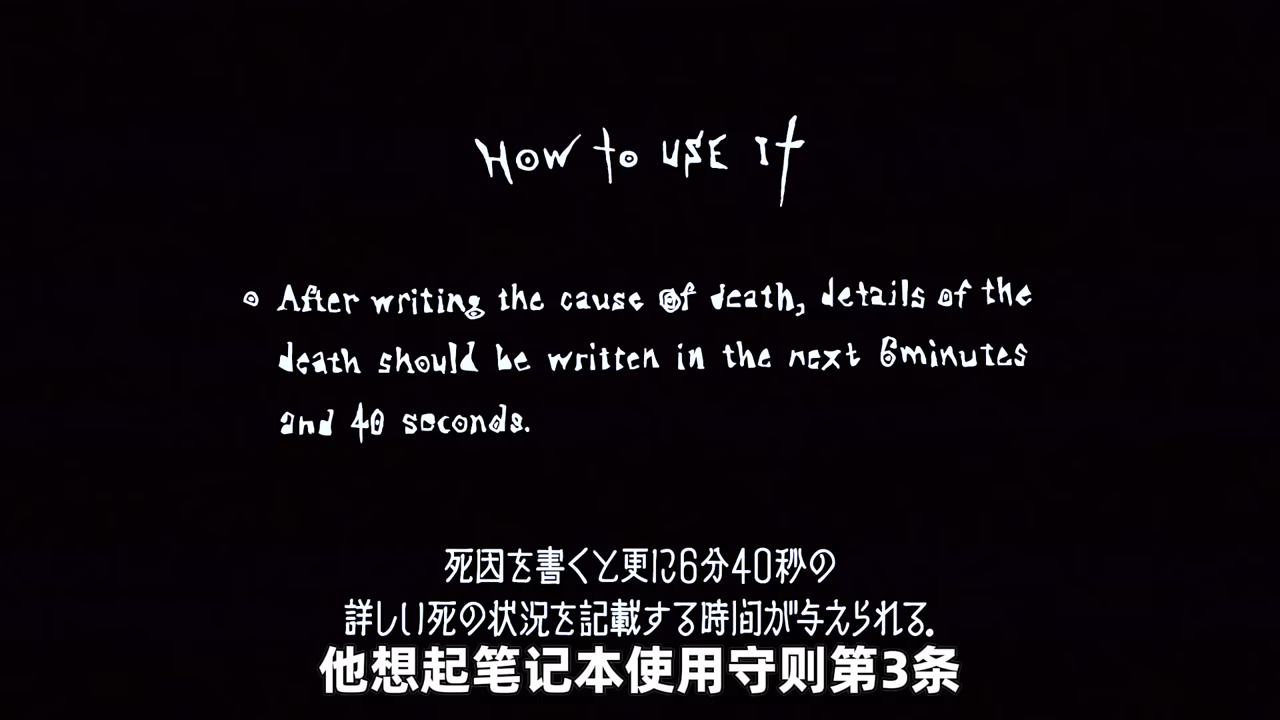 How to use it
After writing the cause of death, details of the
death should be written in the next 6minutes
and 40 seconds.
死因を書くと更に6分40秒の
詳しい死の状況を記載する時間が与えられる.
他想起笔记本使用守则第3条